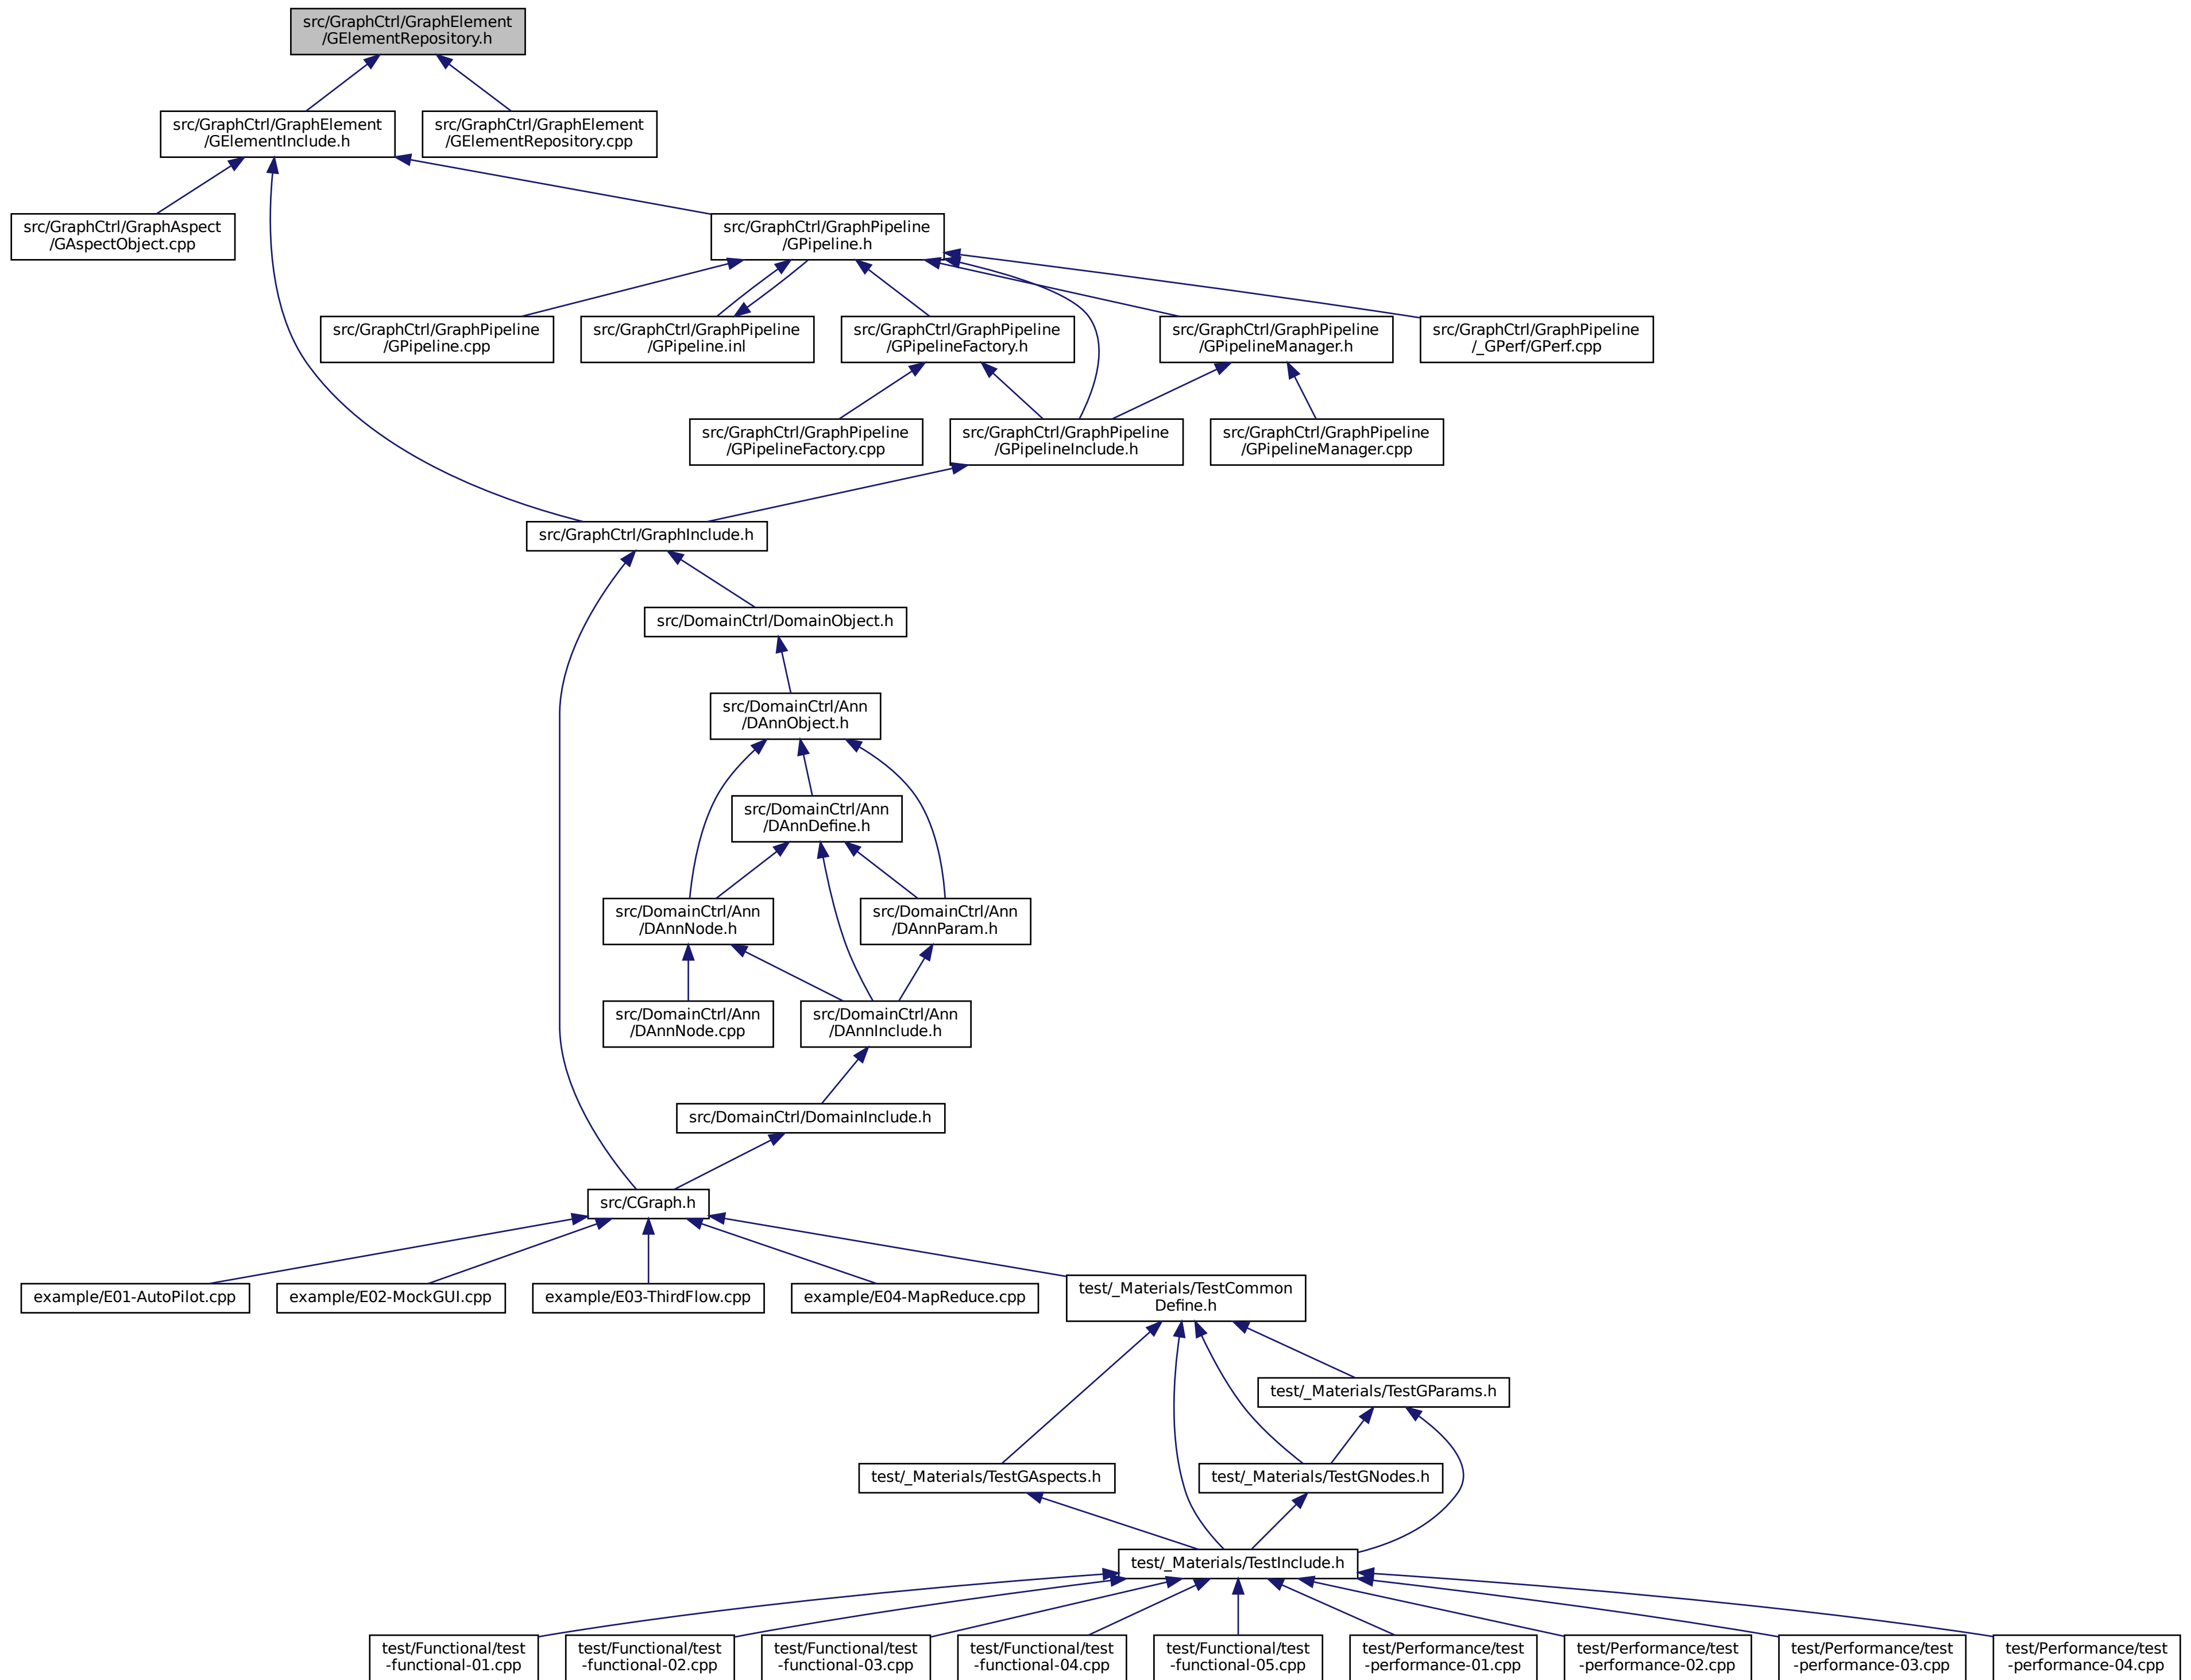 src/GraphCtrl/GraphElement
/GElementRepository.h
src/GraphCtrl/GraphElement
/GElementInclude.h
src/GraphCtrl/GraphElement
/GElementRepository.cpp
src/GraphCtrl/GraphAspect
/GAspectObject.cpp
src/GraphCtrl/GraphPipeline
/GPipeline.h
src/GraphCtrl/GraphPipeline
/GPipeline.cpp
src/GraphCtrl/GraphPipeline
/GPipeline.inl
src/GraphCtrl/GraphPipeline
/GPipelineFactory.h
src/GraphCtrl/GraphPipeline
/GPipelineManager.h
src/GraphCtrl/GraphPipeline
/_GPerf/GPerf.cpp
src/GraphCtrl/GraphPipeline
/GPipelineFactory.cpp
src/GraphCtrl/GraphPipeline
/GPipelineInclude.h
src/GraphCtrl/GraphPipeline
/GPipelineManager.cpp
src/GraphCtrl/GraphInclude.h
src/DomainCtrl/DomainObject.h
src/DomainCtrl/Ann
/DAnnObject.h
src/DomainCtrl/Ann
/DAnnDefine.h
src/DomainCtrl/Ann
/DAnnNode.h
src/DomainCtrl/Ann
/DAnnParam.h
src/DomainCtrl/Ann
/DAnnNode.cpp
src/DomainCtrl/Ann
/DAnnInclude.h
src/DomainCtrl/DomainInclude.h
src/CGraph.h
example/E01-AutoPilot.cpp
example/E02-MockGUI.cpp
example/E03-ThirdFlow.cpp
example/E04-MapReduce.cpp
test/_Materials/TestCommon
Define.h
test/_Materials/TestGParams.h
test/_Materials/TestGAspects.h
test/_Materials/TestGNodes.h
test/_Materials/TestInclude.h
test/Functional/test
-functional-01.cpp
test/Functional/test
-functional-02.cpp
test/Functional/test
-functional-03.cpp
test/Functional/test
-functional-04.cpp
test/Functional/test
-functional-05.cpp
test/Performance/test
-performance-01.cpp
test/Performance/test
-performance-02.cpp
test/Performance/test
-performance-03.cpp
test/Performance/test
-performance-04.cpp